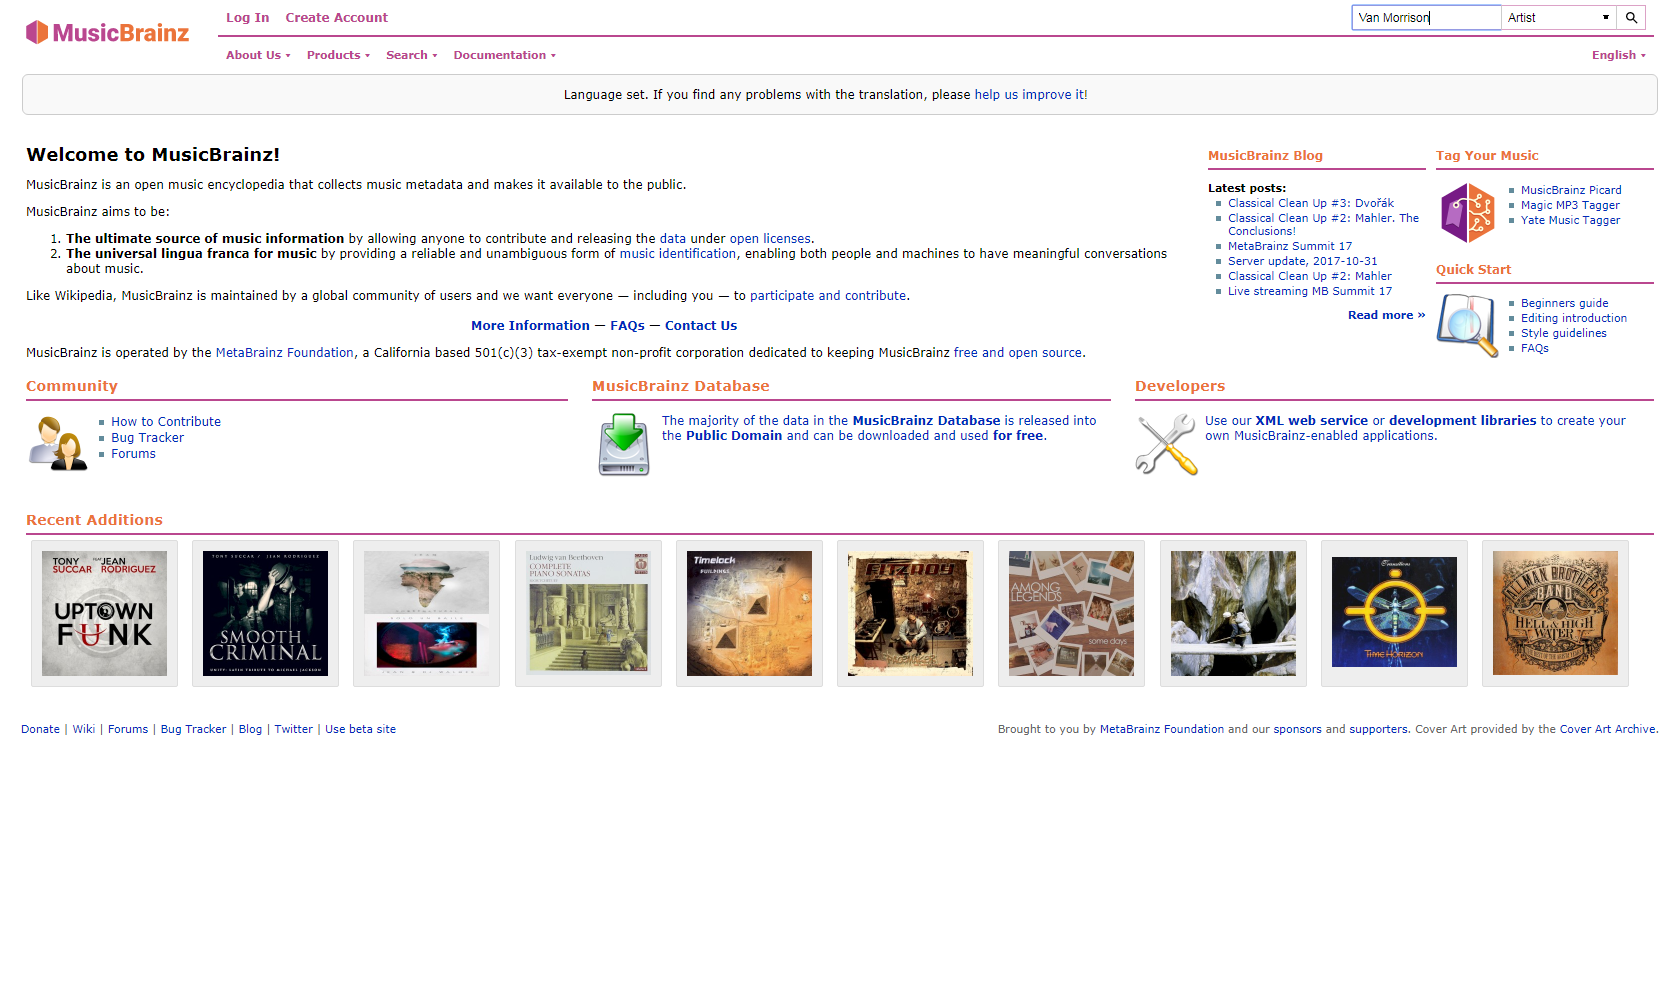 MusicBrainz
Log In Create Account
Van Morrison Artist
About Us Products Search Documentation English
Language set. If you find any problems with the translation, please help us improve it!
Welcome to MusicBrainz!
MusicBrainz is an open music encyclopedia that collects music metadata and makes it available to the public.
MusicBrainz aims to be:
1. The ultimate source of music information by allowing anyone to contribute and releasing the data under open licenses.
2. The universal lingua franca for music by providing a reliable and unambiguous form of music identification, enabling both people and machines to have meaningful conversations
about music.
Like Wikipedia, MusicBrainz is maintained by a global community of users and we want everyone — including you — to participate and contribute.
More Information — FAQs — Contact Us
MusicBrainz is operated by the MetaBrainz Foundation, a California based 501(c)(3) tax-exempt non-profit corporation dedicated to keeping MusicBrainz free and open source.
MusicBrainz Blog
Latest posts:
Classical Clean Up #3: Dvořák
Classical Clean Up #2: Mahler. The
Conclusions!
MetaBrainz Summit 17
Server update, 2017-10-31
Classical Clean Up #2: Mahler
Live streaming MB Summit 17
Read more »
Tag Your Music
MusicBrainz Picard
Magic MP3 Tagger
Yate Music Tagger
Quick Start
Beginners guide
Editing introduction
Style guidelines
FAQs
Community
How to Contribute
Bug Tracker
Forums
MusicBrainz Database
The majority of the data in the MusicBrainz Database is released into
the Public Domain and can be downloaded and used for free.
Developers
Use our XML web service or development libraries to create your
own MusicBrainz-enabled applications.
Recent Additions
TONY SUCCAR FEAT. JEAN RODRIGUEZ
UPTOWN
FUNK
TONY SUCCAR / JEAN RODRIGUEZ
SMOOTH
CRIMINAL
UNITY: LATIN TRIBUTE TO MICHAEL JACKSON
Ludwig van Beethoven
COMPLETE
PIANO SONATAS
Timelock
BUILDINGS
FITZROY
AMONG
LEGENDS
some days
Transitions
TIME HORIZON
ALLMAN BROTHERS
BAND
HELL & HIGH
WATER
Donate | Wiki | Forums | Bug Tracker | Blog | Twitter | Use beta site
Brought to you by MetaBrainz Foundation and our sponsors and supporters. Cover Art provided by the Cover Art Archive.